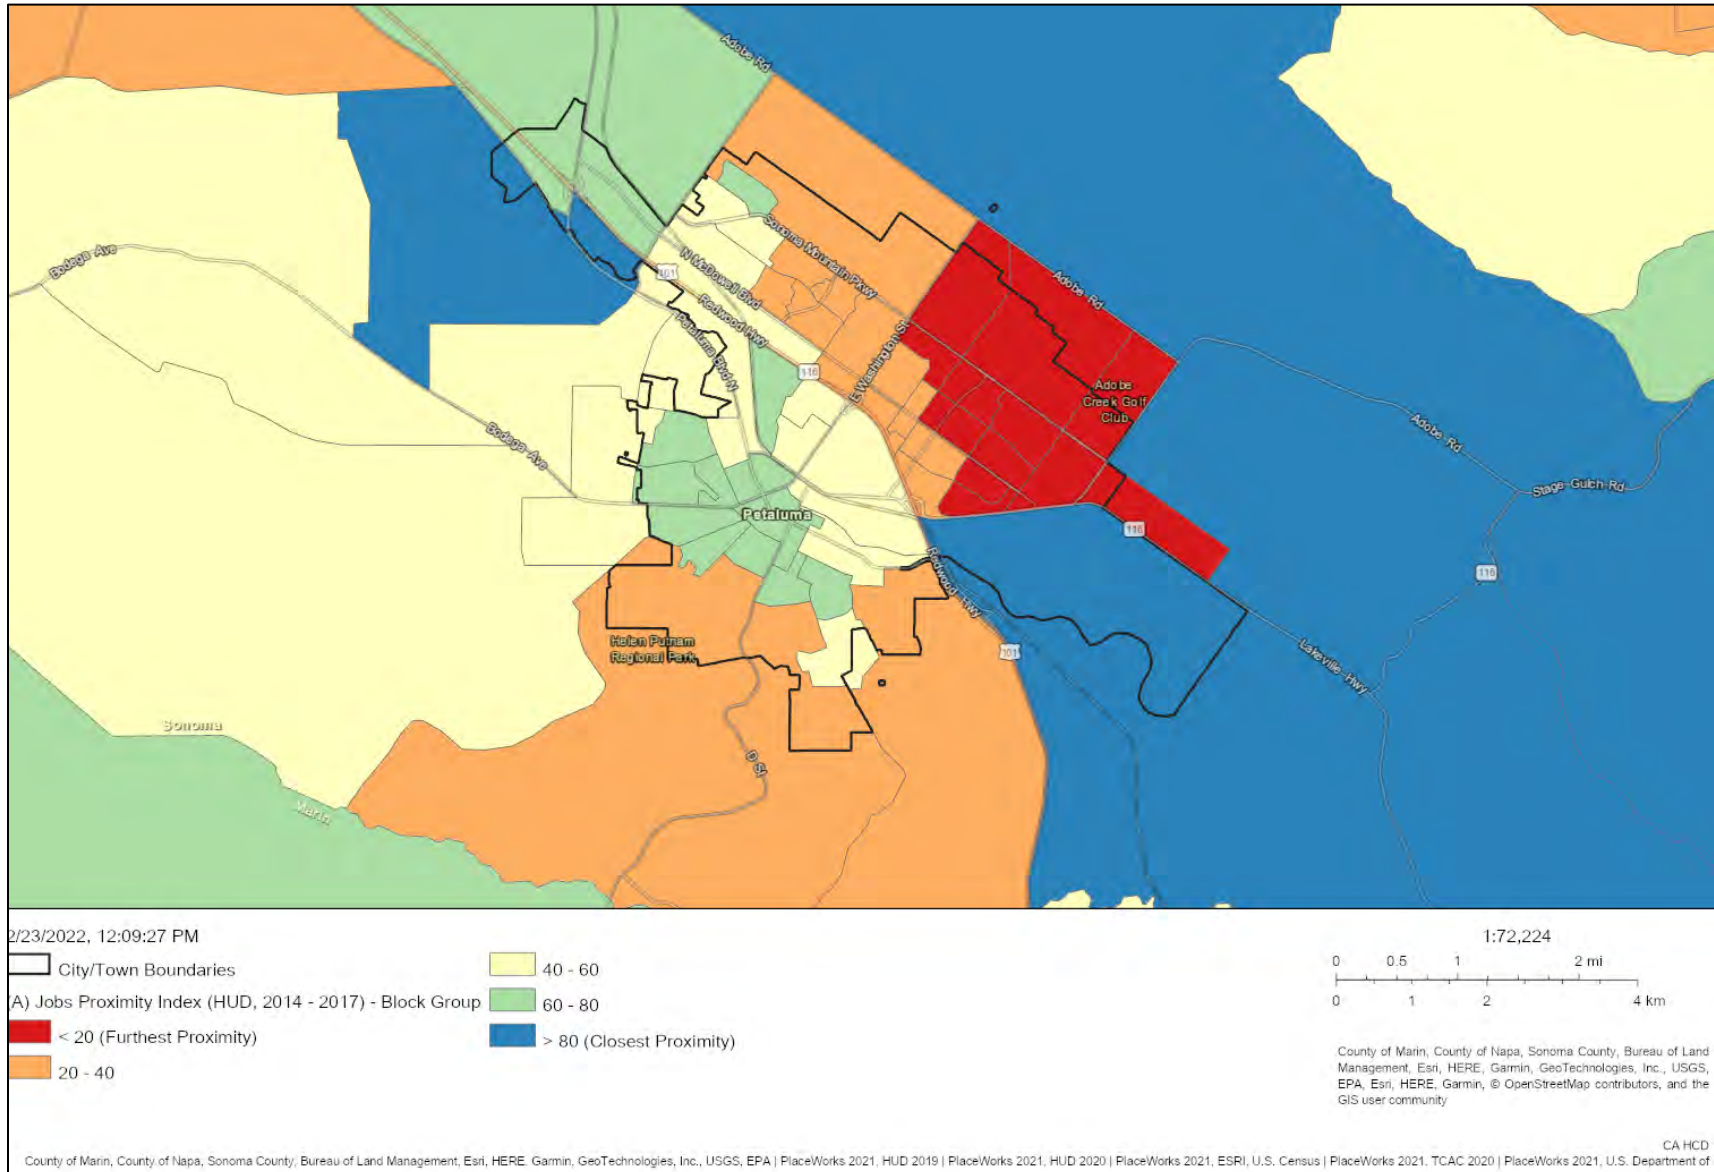 Adobe Rd
Sonoma Mountain Pkwy
N McDowell Blvd
101
Redwood Hwy
Petaluma Blvd N
116
E Washington St
Adobe Rd
Bodega Ave
Adobe
Creek Golf
Club
Bodega Ave
Adobe Rd
Stage Gulch Rd
Petaluma
116
116
Redwood Hwy
Helen Putnam
Regional Park
101
Lakeville Hwy
Sonoma
D St
Marin
2/23/2022, 12:09:27 PM
City/Town Boundaries
(A) Jobs Proximity Index (HUD, 2014 - 2017) - Block Group
< 20 (Furthest Proximity)
20 - 40
40 - 60
60 - 80
> 80 (Closest Proximity)
1:72,224
0 0.5 1 2 mi
0 1 2 4 km
County of Marin, County of Napa, Sonoma County, Bureau of Land
Management, Esri, HERE, Garmin, GeoTechnologies, Inc., USGS,
EPA, Esri, HERE, Garmin, © OpenStreetMap contributors, and the
GIS user community
CA HCD
County of Marin, County of Napa, Sonoma County, Bureau of Land Management, Esri, HERE. Garmin, GeoTechnologies, Inc., USGS, EPA | PlaceWorks 2021, HUD 2019 | PlaceWorks 2021, HUD 2020 | PlaceWorks 2021, ESRI, U.S. Census | PlaceWorks 2021. TCAC 2020 | PlaceWorks 2021, U.S. Department of